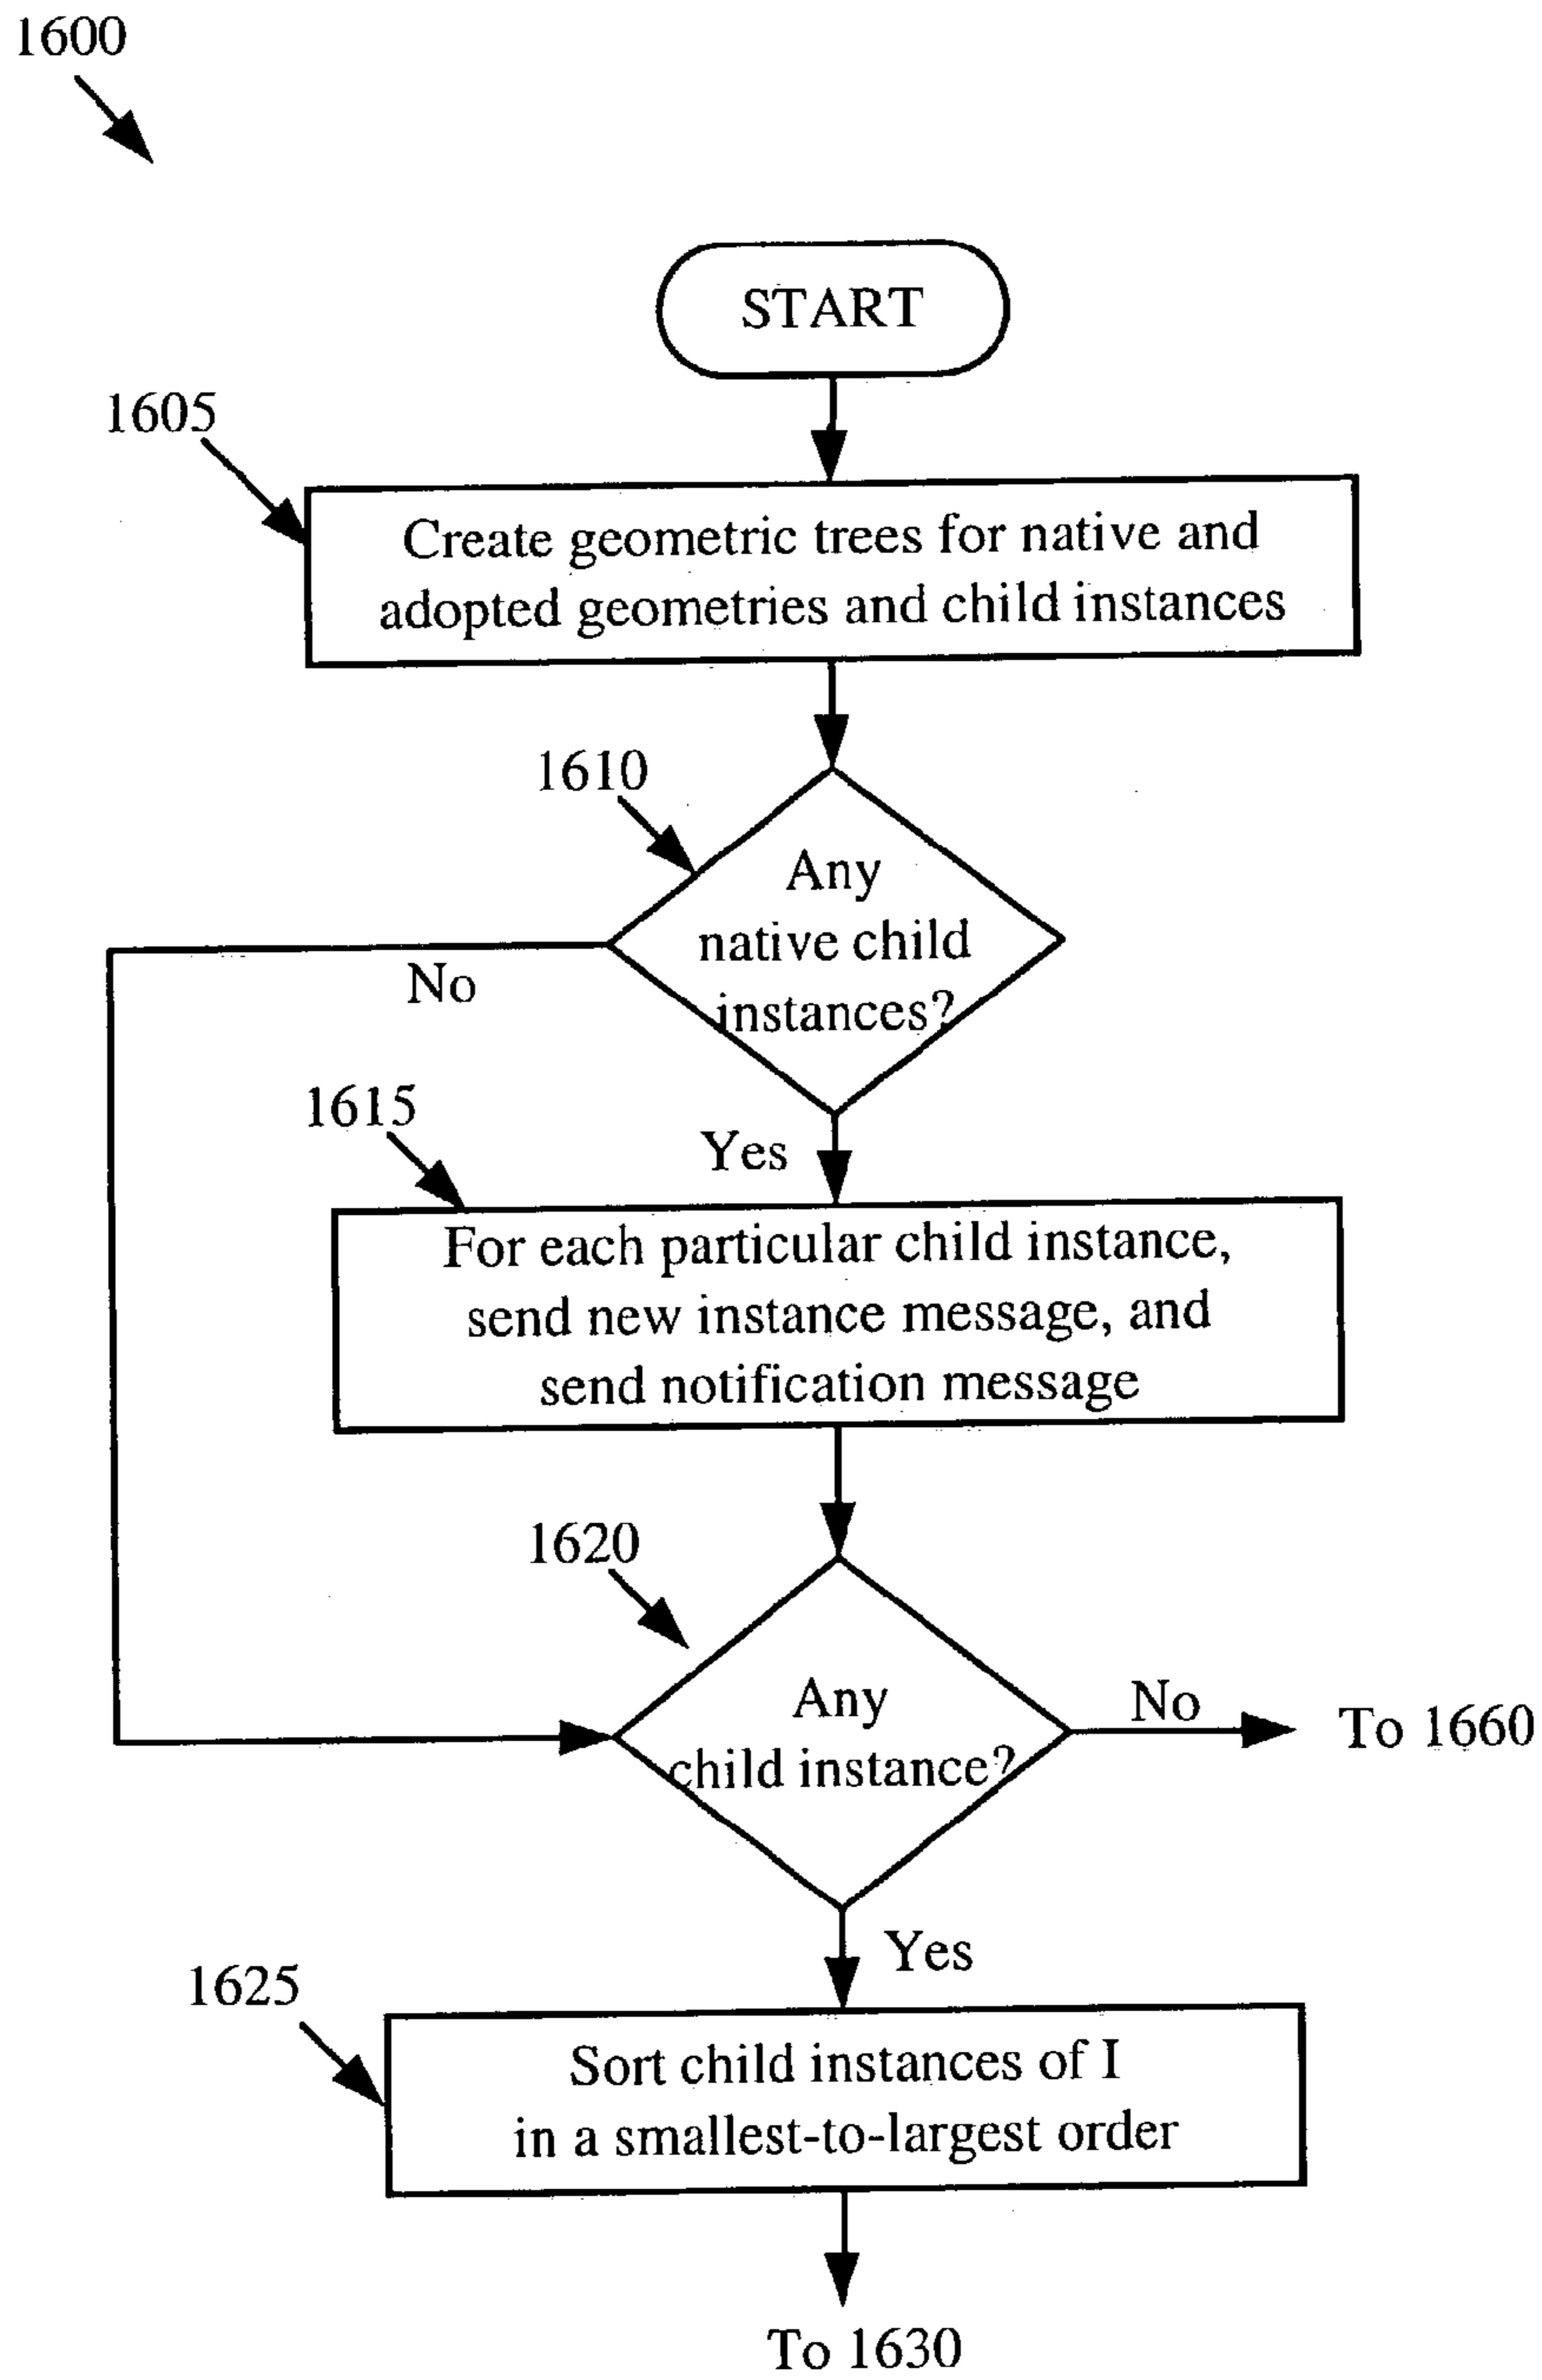 1600
START
1605
Create geometric trees for native and
adopted geometries and child instances
1610
Any
native child
instances?
No
1615
Yes
For each particular child instance,
send new instance message, and
send notification message
1620
Any
child instance?
No
To 1660
Yes
1625
Sort child instances of I
in a smallest-to-largest order
To 1630